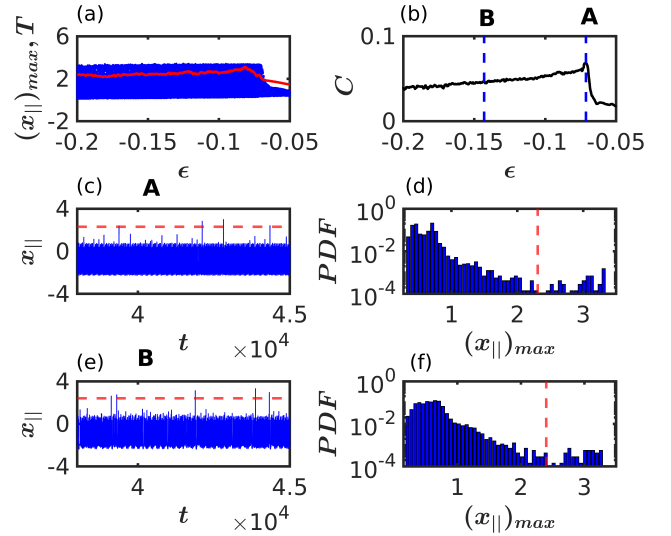 (a)
(x||)max, T
6
2
-2
-0.2
-0.15
-0.1
-0.05
ϵ
(b)
B
A
C
0.1
0
-0.2
-0.15
-0.1
-0.05
ϵ
(c)
A
x||
4
0
-4
4
4.5
t
×10^4
(d)
PDF
10^0
10^-2
10^-4
1
2
3
(x||)max
(e)
B
x||
4
0
-4
4
4.5
t
×10^4
(f)
PDF
10^0
10^-2
10^-4
1
2
3
(x||)max